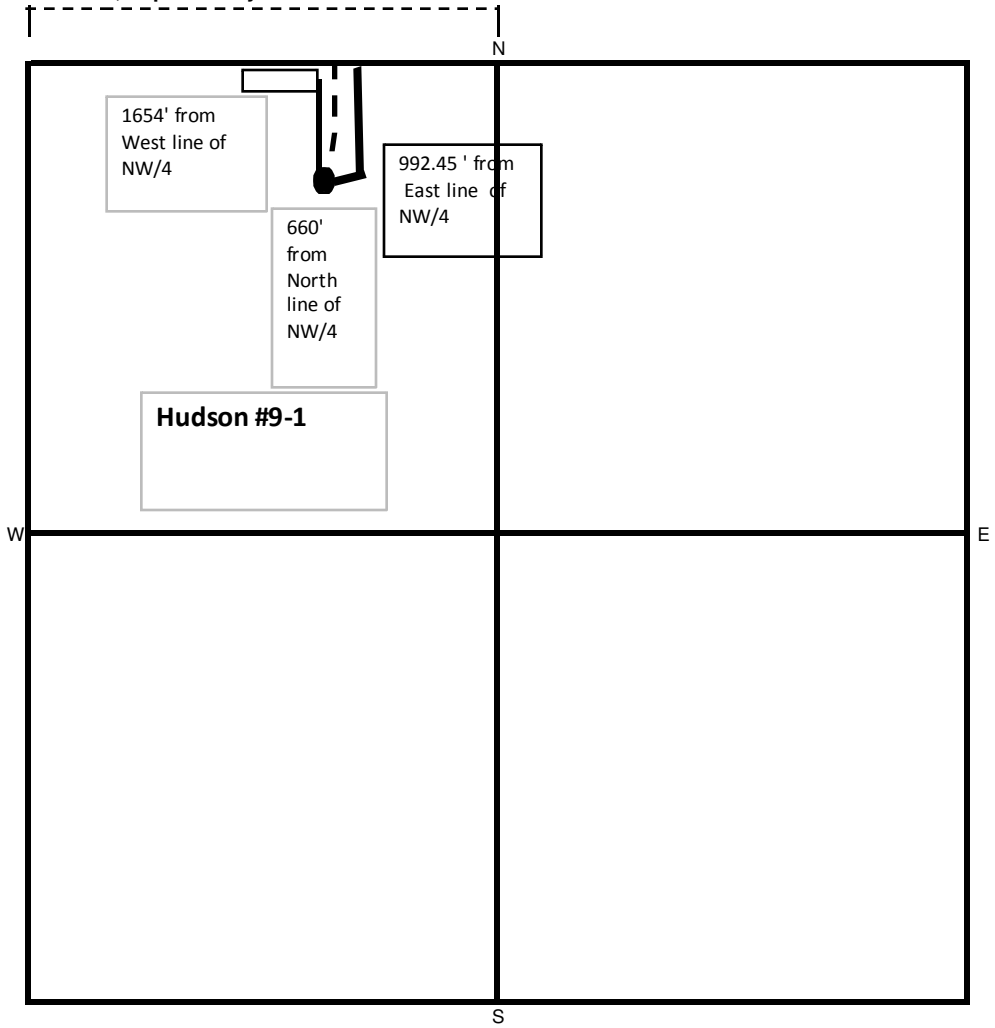 N
1654' from
West line of
NW/4
992.45 ' from
East line of
NW/4
660'
from
North
line of
NW/4
Hudson #9-1
W
E
S